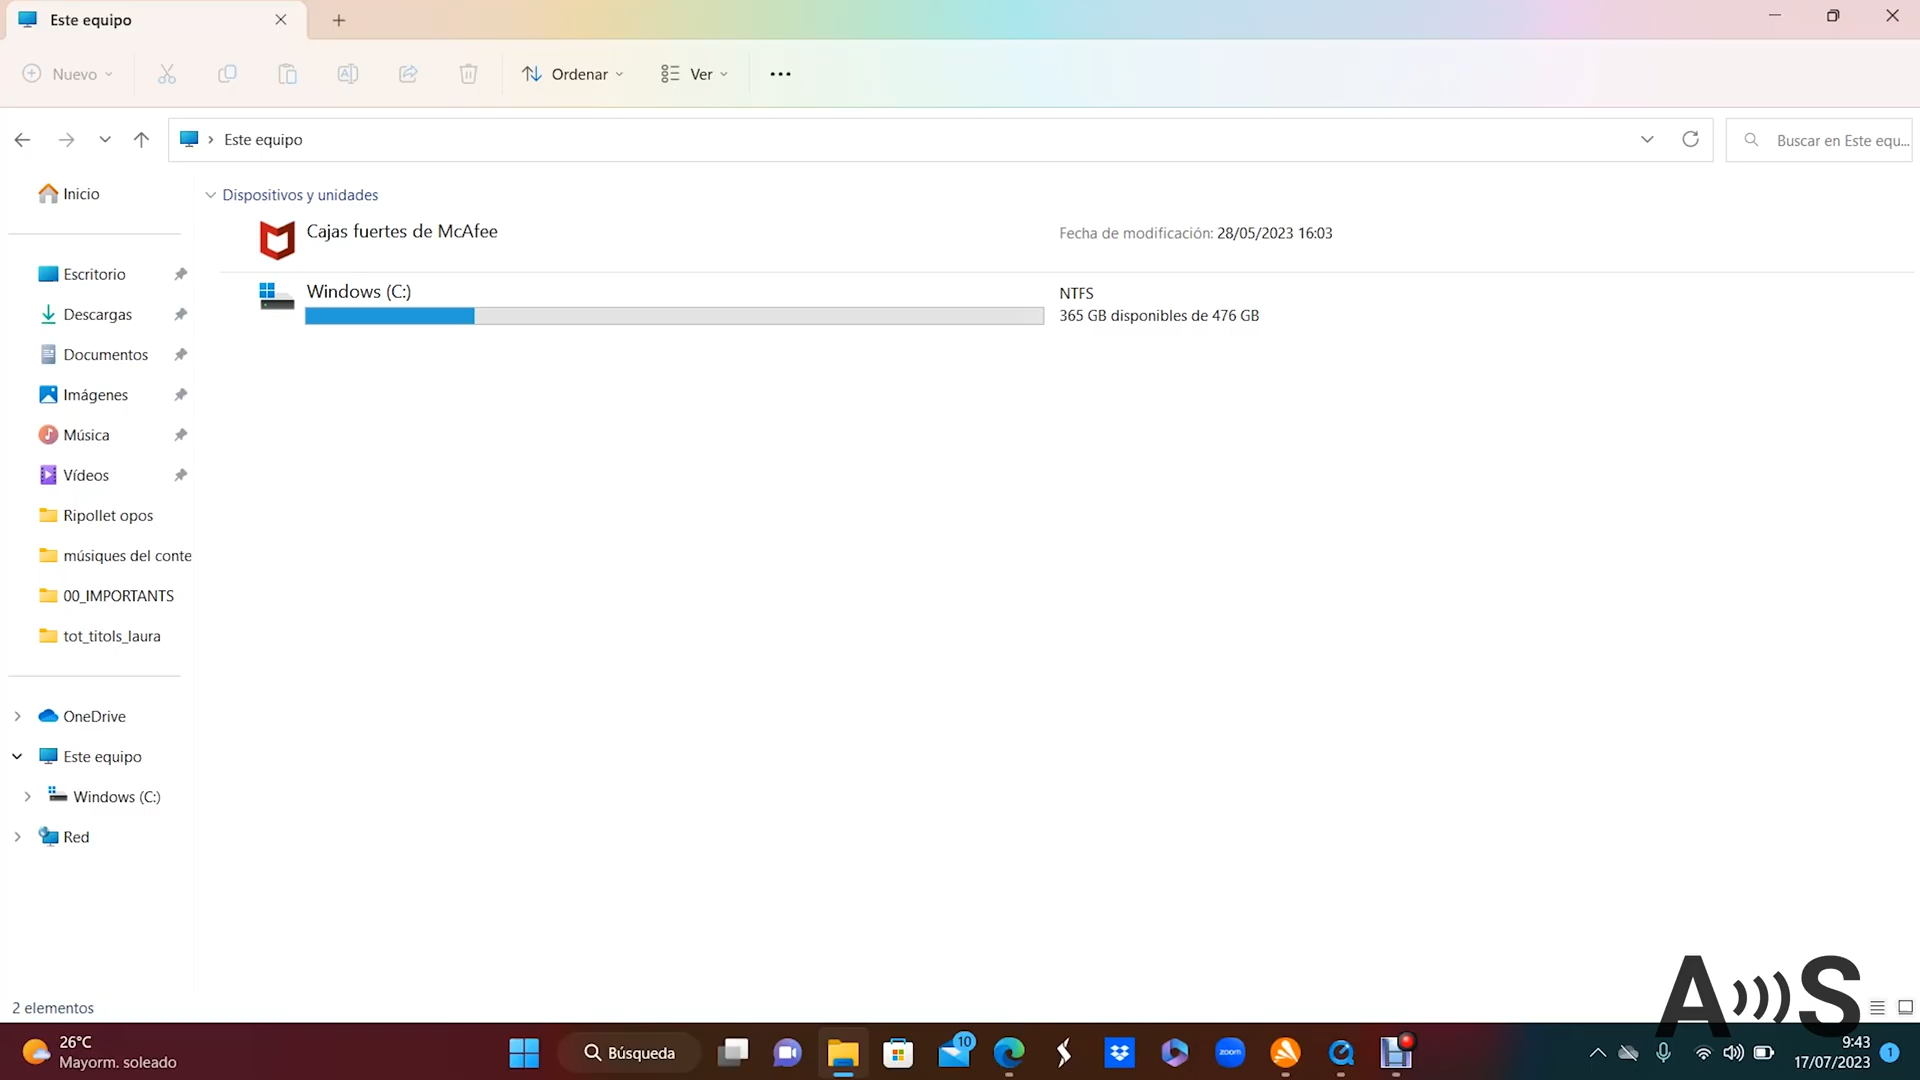 Este equipo
Nuevo
Ordenar
Ver
Este equipo
Buscar en Este equ...
Inicio
Escritorio
Descargas
Documentos
Imágenes
Música
Vídeos
Ripollet opos
músiques del conte
00_IMPORTANTS
tot_titols_laura
OneDrive
Este equipo
Windows (C:)
Red
Dispositivos y unidades
Cajas fuertes de McAfee
Fecha de modificación: 28/05/2023 16:03
Windows (C:)
NTFS
365 GB disponibles de 476 GB
2 elementos
A S
26°C
Mayorm. soleado
Búsqueda
10
zoom
9:43
17/07/2023
1